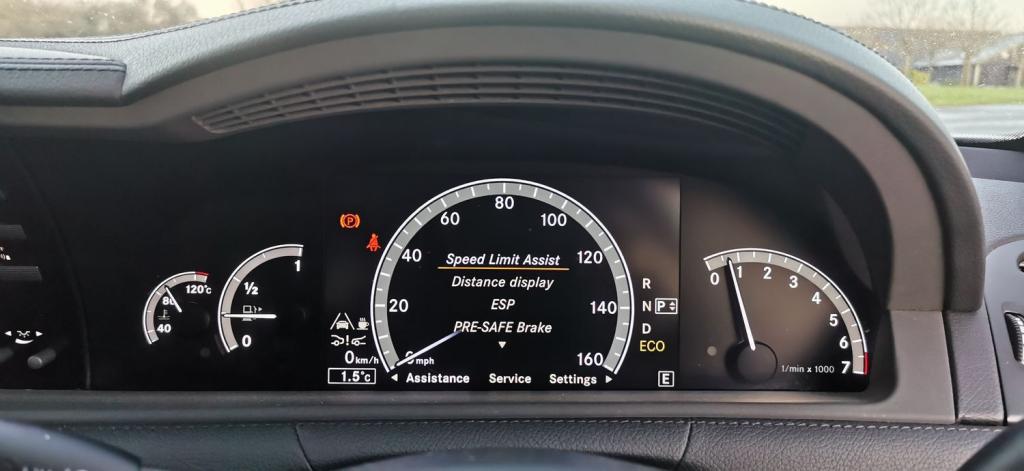 120°C
80
40
1
½
0
P
0km/h
1.5°C
0 mph
20
40
60
80
100
120
140
160
Speed Limit Assist
Distance display
ESP
PRE-SAFE Brake
Assistance Service Settings
R
N P
D
ECO
E
0 1 2 3 4 5 6 7
1/min x 1000